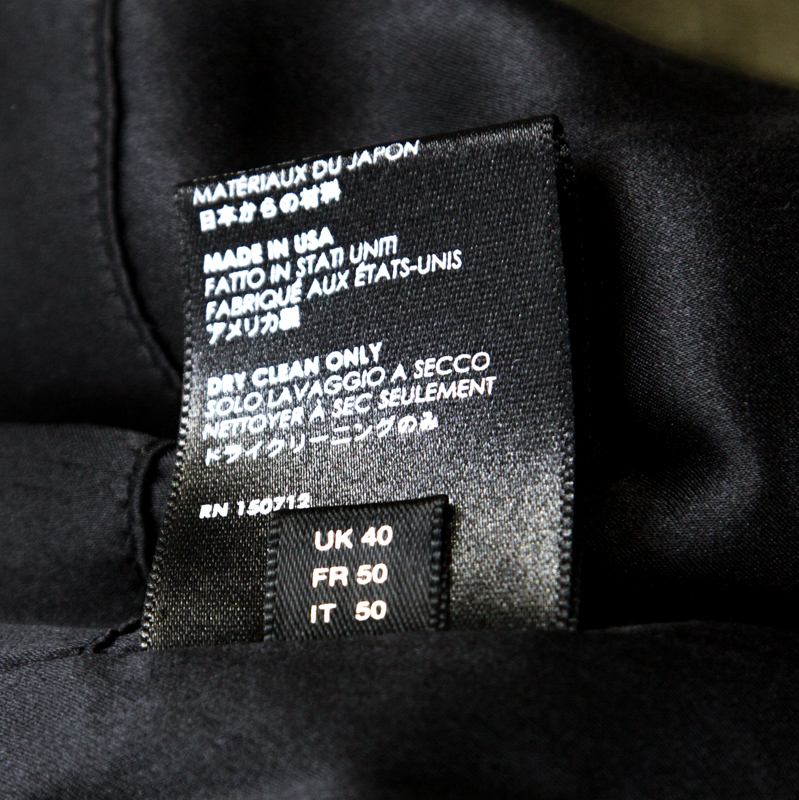 MATÉRIAUX DU JAPON
日本からの材料
MADE IN USA
FATTO IN STATI UNITI
FABRIQUÉ AUX ÉTATS-UNIS
アメリカ製
DRY CLEAN ONLY
SOLO LAVAGGIO A SECCO
NETTOYER A SEC SEULEMENT
ドライクリーニングのみ
RN 150712
UK 40
FR 50
IT 50